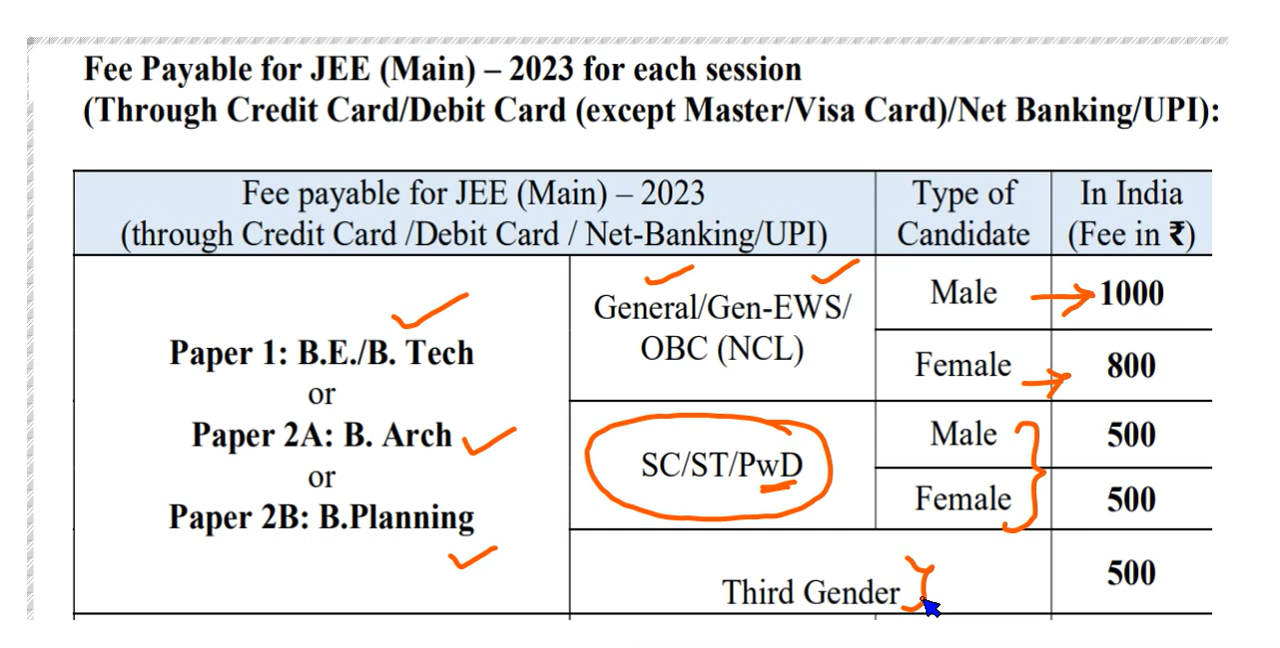 Fee Payable for JEE (Main) – 2023 for each session
(Through Credit Card/Debit Card (except Master/Visa Card)/Net Banking/UPI):
Fee payable for JEE (Main) – 2023
(through Credit Card /Debit Card / Net-Banking/UPI)
Type of
Candidate
In India
(Fee in ₹)
Paper 1: B.E./B. Tech
or
Paper 2A: B. Arch
or
Paper 2B: B.Planning
General/Gen-EWS/
OBC (NCL)
Male
1000
Female
800
SC/ST/PwD
Male
500
Female
500
Third Gender
500